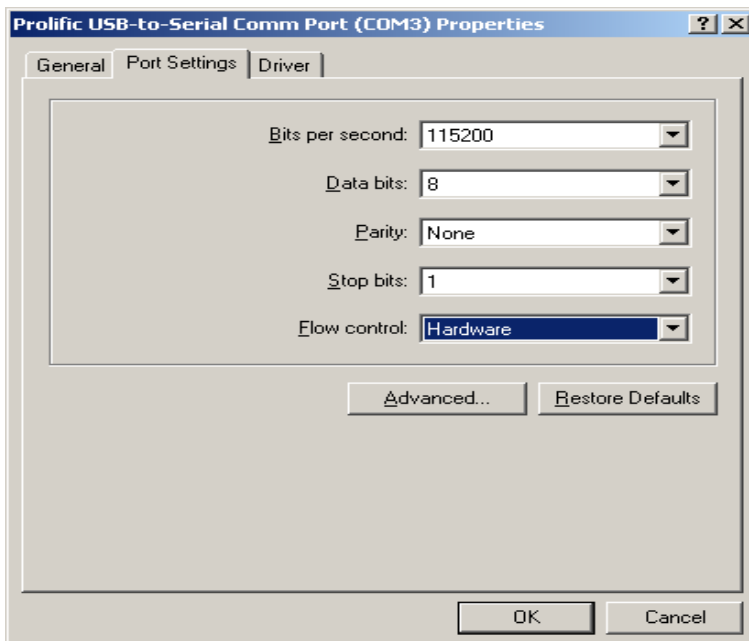 Prolific USB-to-Serial Comm Port (COM3) Properties
General Port Settings Driver
Bits per second: 115200
Data bits: 8
Parity: None
Stop bits: 1
Flow control: Hardware
Advanced... Restore Defaults
OK Cancel